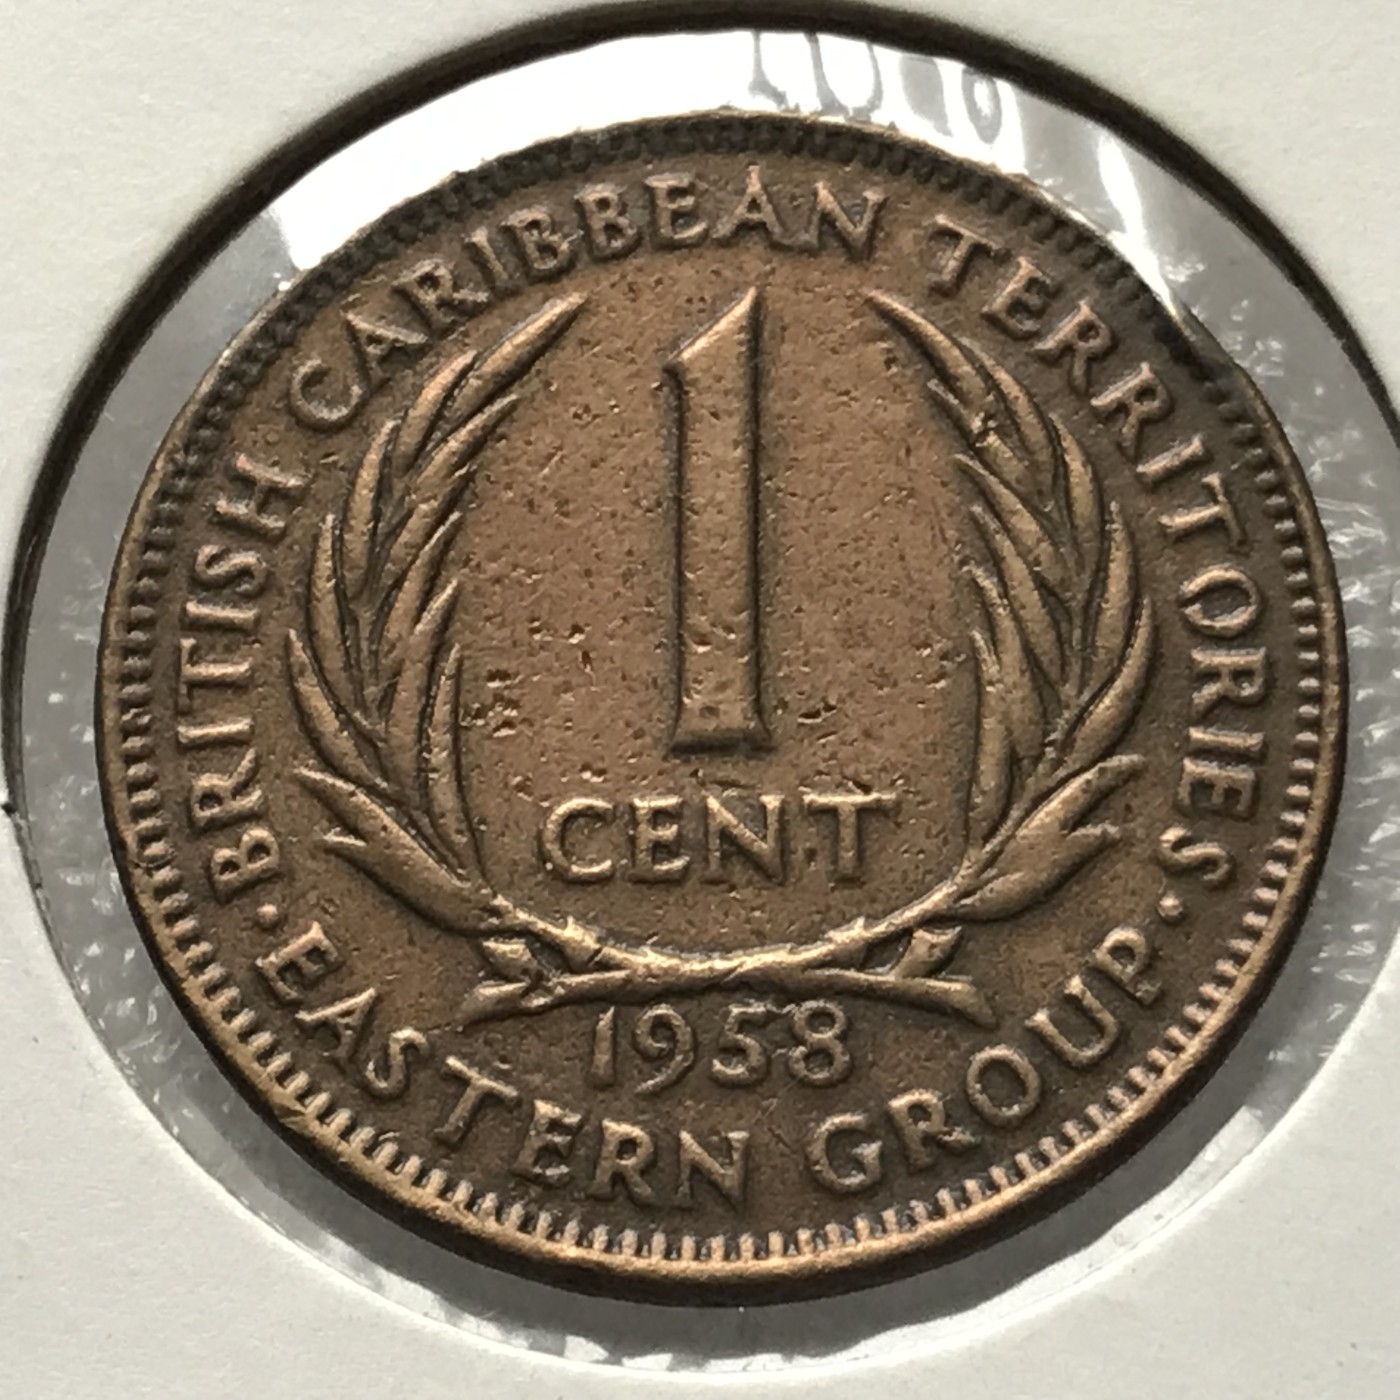 BRITISH CARIBBEAN TERRITORIES
1
CENT
1958
· EASTERN GROUP ·